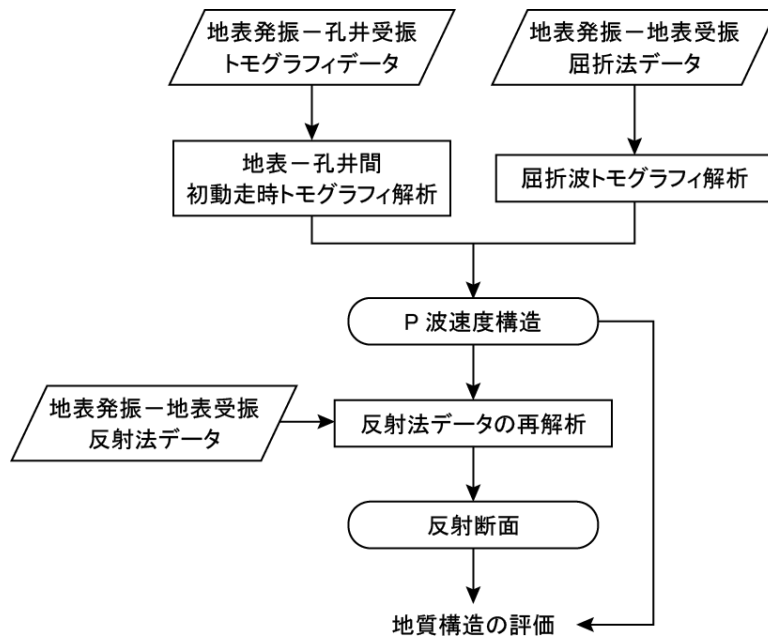 地表発振－孔井受振
トモグラフィデータ
地表発振－地表受振
屈折法データ
地表－孔井間
初動走時トモグラフィ解析
屈折波トモグラフィ解析
P 波速度構造
地表発振－地表受振
反射法データ
反射法データの再解析
反射断面
地質構造の評価